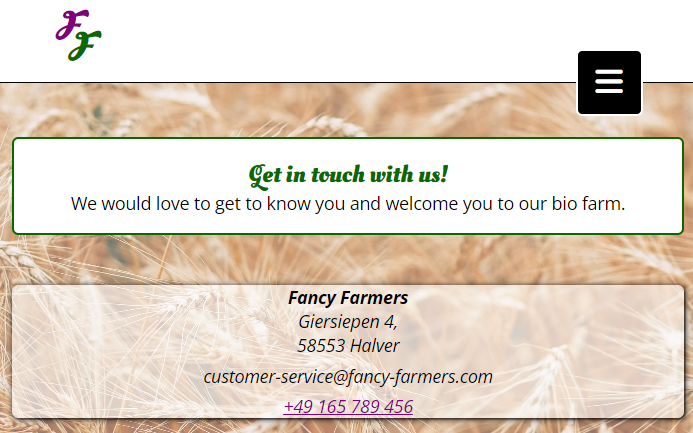 FF
Get in touch with us!
We would love to get to know you and welcome you to our bio farm.
Fancy Farmers
Giersiepen 4,
58553 Halver
customer-service@fancy-farmers.com
+49 165 789 456